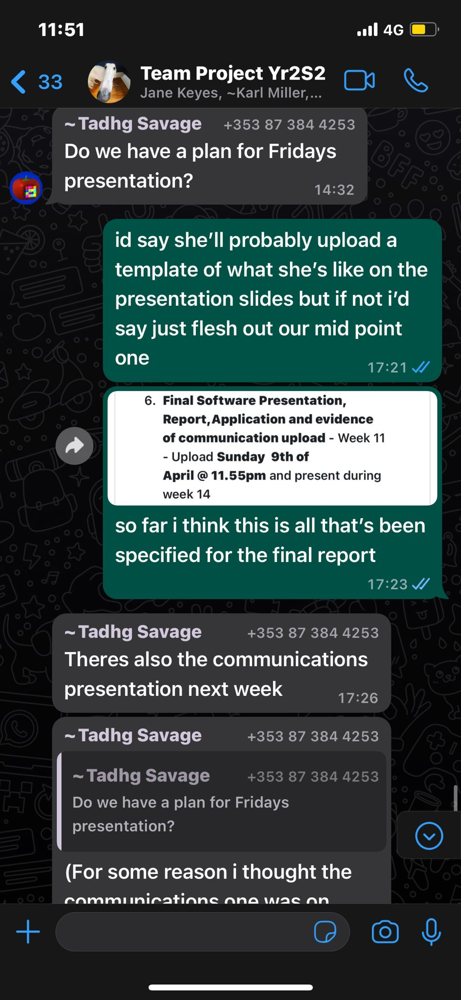 11:51
4G
33
Team Project Yr2S2
Jane Keyes, ~Karl Miller,...
~Tadhg Savage +353 87 384 4253
Do we have a plan for Fridays
presentation?
14:32
id say she’ll probably upload a
template of what she’s like on the
presentation slides but if not i’d
say just flesh out our mid point
one
17:21
6. Final Software Presentation,
Report,Application and evidence
of communication upload - Week 11
- Upload Sunday 9th of
April @ 11.55pm and present during
week 14
so far i think this is all that’s been
specified for the final report
17:23
~Tadhg Savage +353 87 384 4253
Theres also the communications
presentation next week
17:26
~Tadhg Savage +353 87 384 4253
~Tadhg Savage +353 87 384 4253
Do we have a plan for Fridays
presentation?
(For some reason i thought the
communications one was on